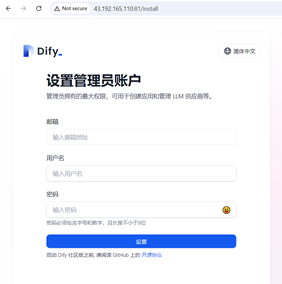 Not secure 43.192.165.110:81/install
Dify_
简体中文
设置管理员账户
管理员拥有的最大权限，可用于创建应用和管理 LLM 供应商等。
邮箱
输入邮箱地址
用户名
输入用户名
密码
输入密码
密码必须包含字母和数字，且长度不小于8位
设置
启动 Dify 社区版之前, 请阅读 GitHub 上的 开源协议